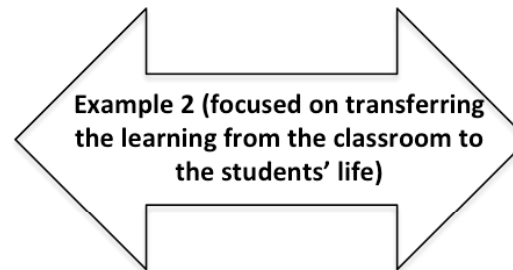 Example 2 (focused on transferring
the learning from the classroom to
the students’ life)